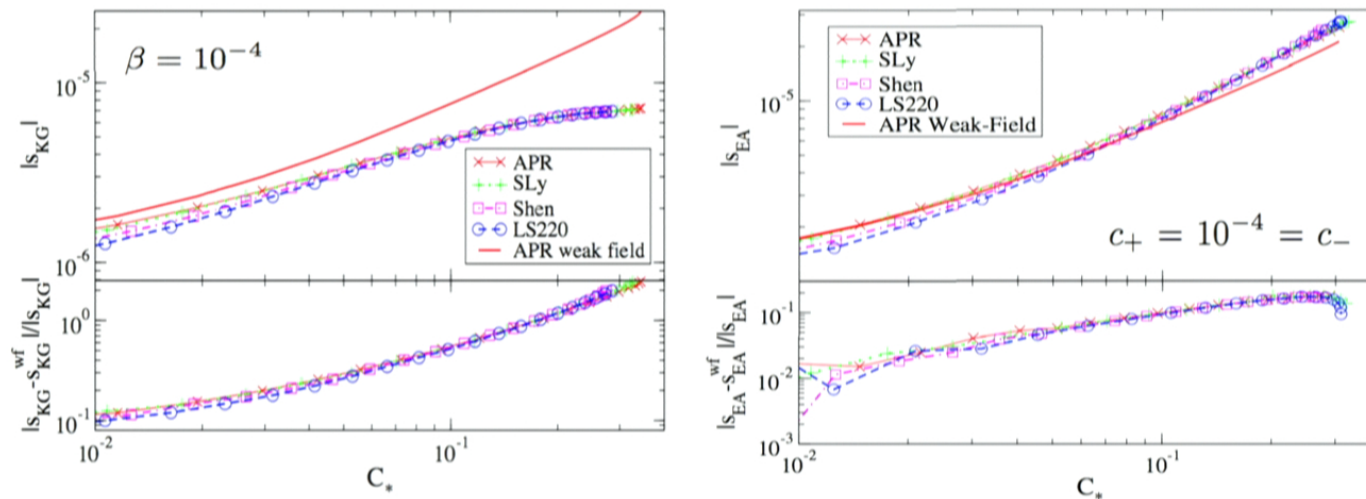 β = 10⁻⁴
10⁻⁵
|s_KG|
10⁻⁶
APR
SLy
Shen
LS220
APR weak field
|s_KG-s_KG^wf|/|s_KG|
10⁰
10⁻¹
10⁻²
10⁻¹
C_*
APR
SLy
Shen
LS220
APR Weak-Field
|s_EA|
10⁻⁵
c₊ = 10⁻⁴ = c₋
|s_EA-s_EA^wf|/|s_EA|
10⁻¹
10⁻²
10⁻³
10⁻²
10⁻¹
C_*